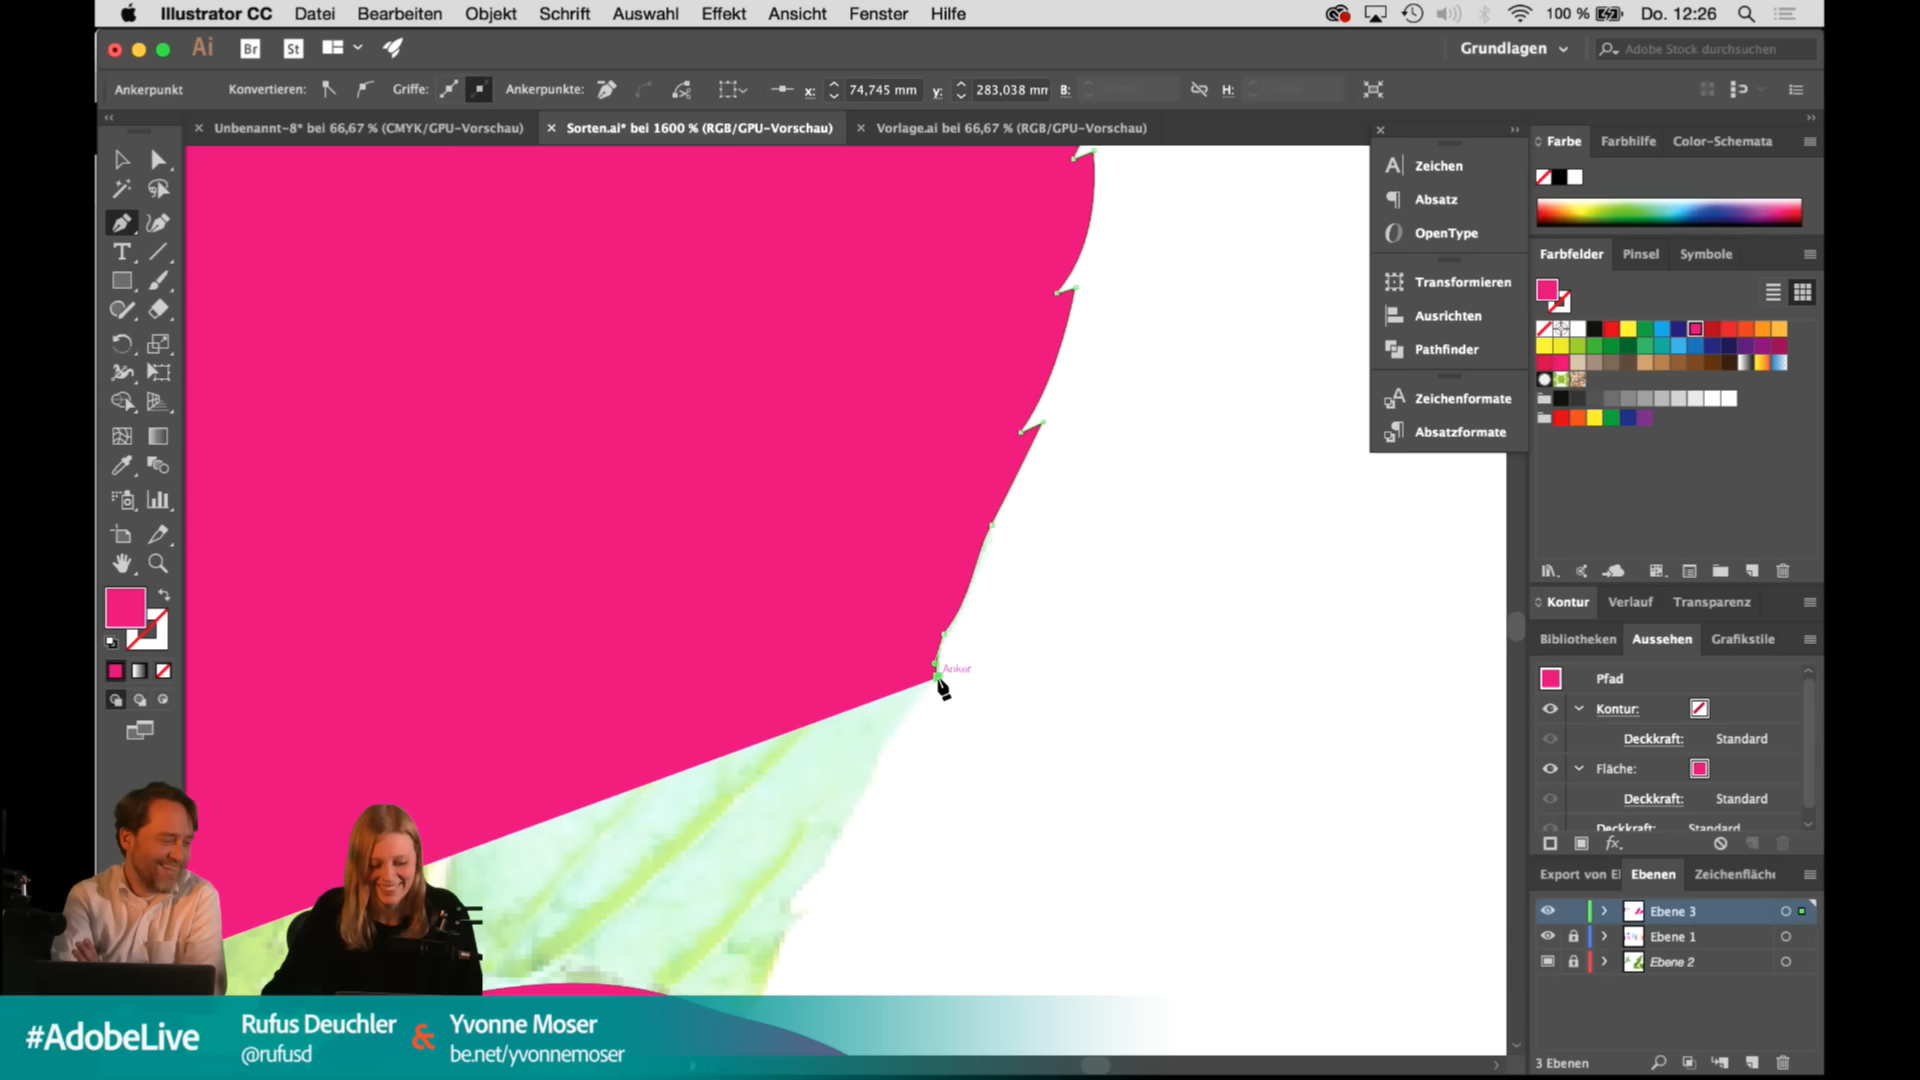 Illustrator CC Datei Bearbeiten Objekt Schrift Auswahl Effekt Ansicht Fenster Hilfe 100 % Do. 12:26
Ai Br St Grundlagen Adobe Stock durchsuchen
Ankerpunkt Konvertieren: Griffe: Ankerpunkte: x: 74,745 mm y: 283,038 mm B: H:
Unbenannt-8* bei 66,67 % (CMYK/GPU-Vorschau) Sorten.ai* bei 1600 % (RGB/GPU-Vorschau) Vorlage.ai bei 66,67 % (RGB/GPU-Vorschau)
Zeichen
Absatz
OpenType
Transformieren
Ausrichten
Pathfinder
Zeichenformate
Absatzformate
Farbe Farbhilfe Color-Schemata
Farbfelder Pinsel Symbole
Kontur Verlauf Transparenz
Bibliotheken Aussehen Grafikstile
Pfad
Kontur:
Deckkraft: Standard
Fläche:
Deckkraft: Standard
Deckkraft: Standard
fx.
Export von El Ebenen Zeichenfläche
Ebene 3
Ebene 1
Ebene 2
3 Ebenen
Anker
#AdobeLive
Rufus Deuchler & Yvonne Moser
@rufusd be.net/yvonnemoser